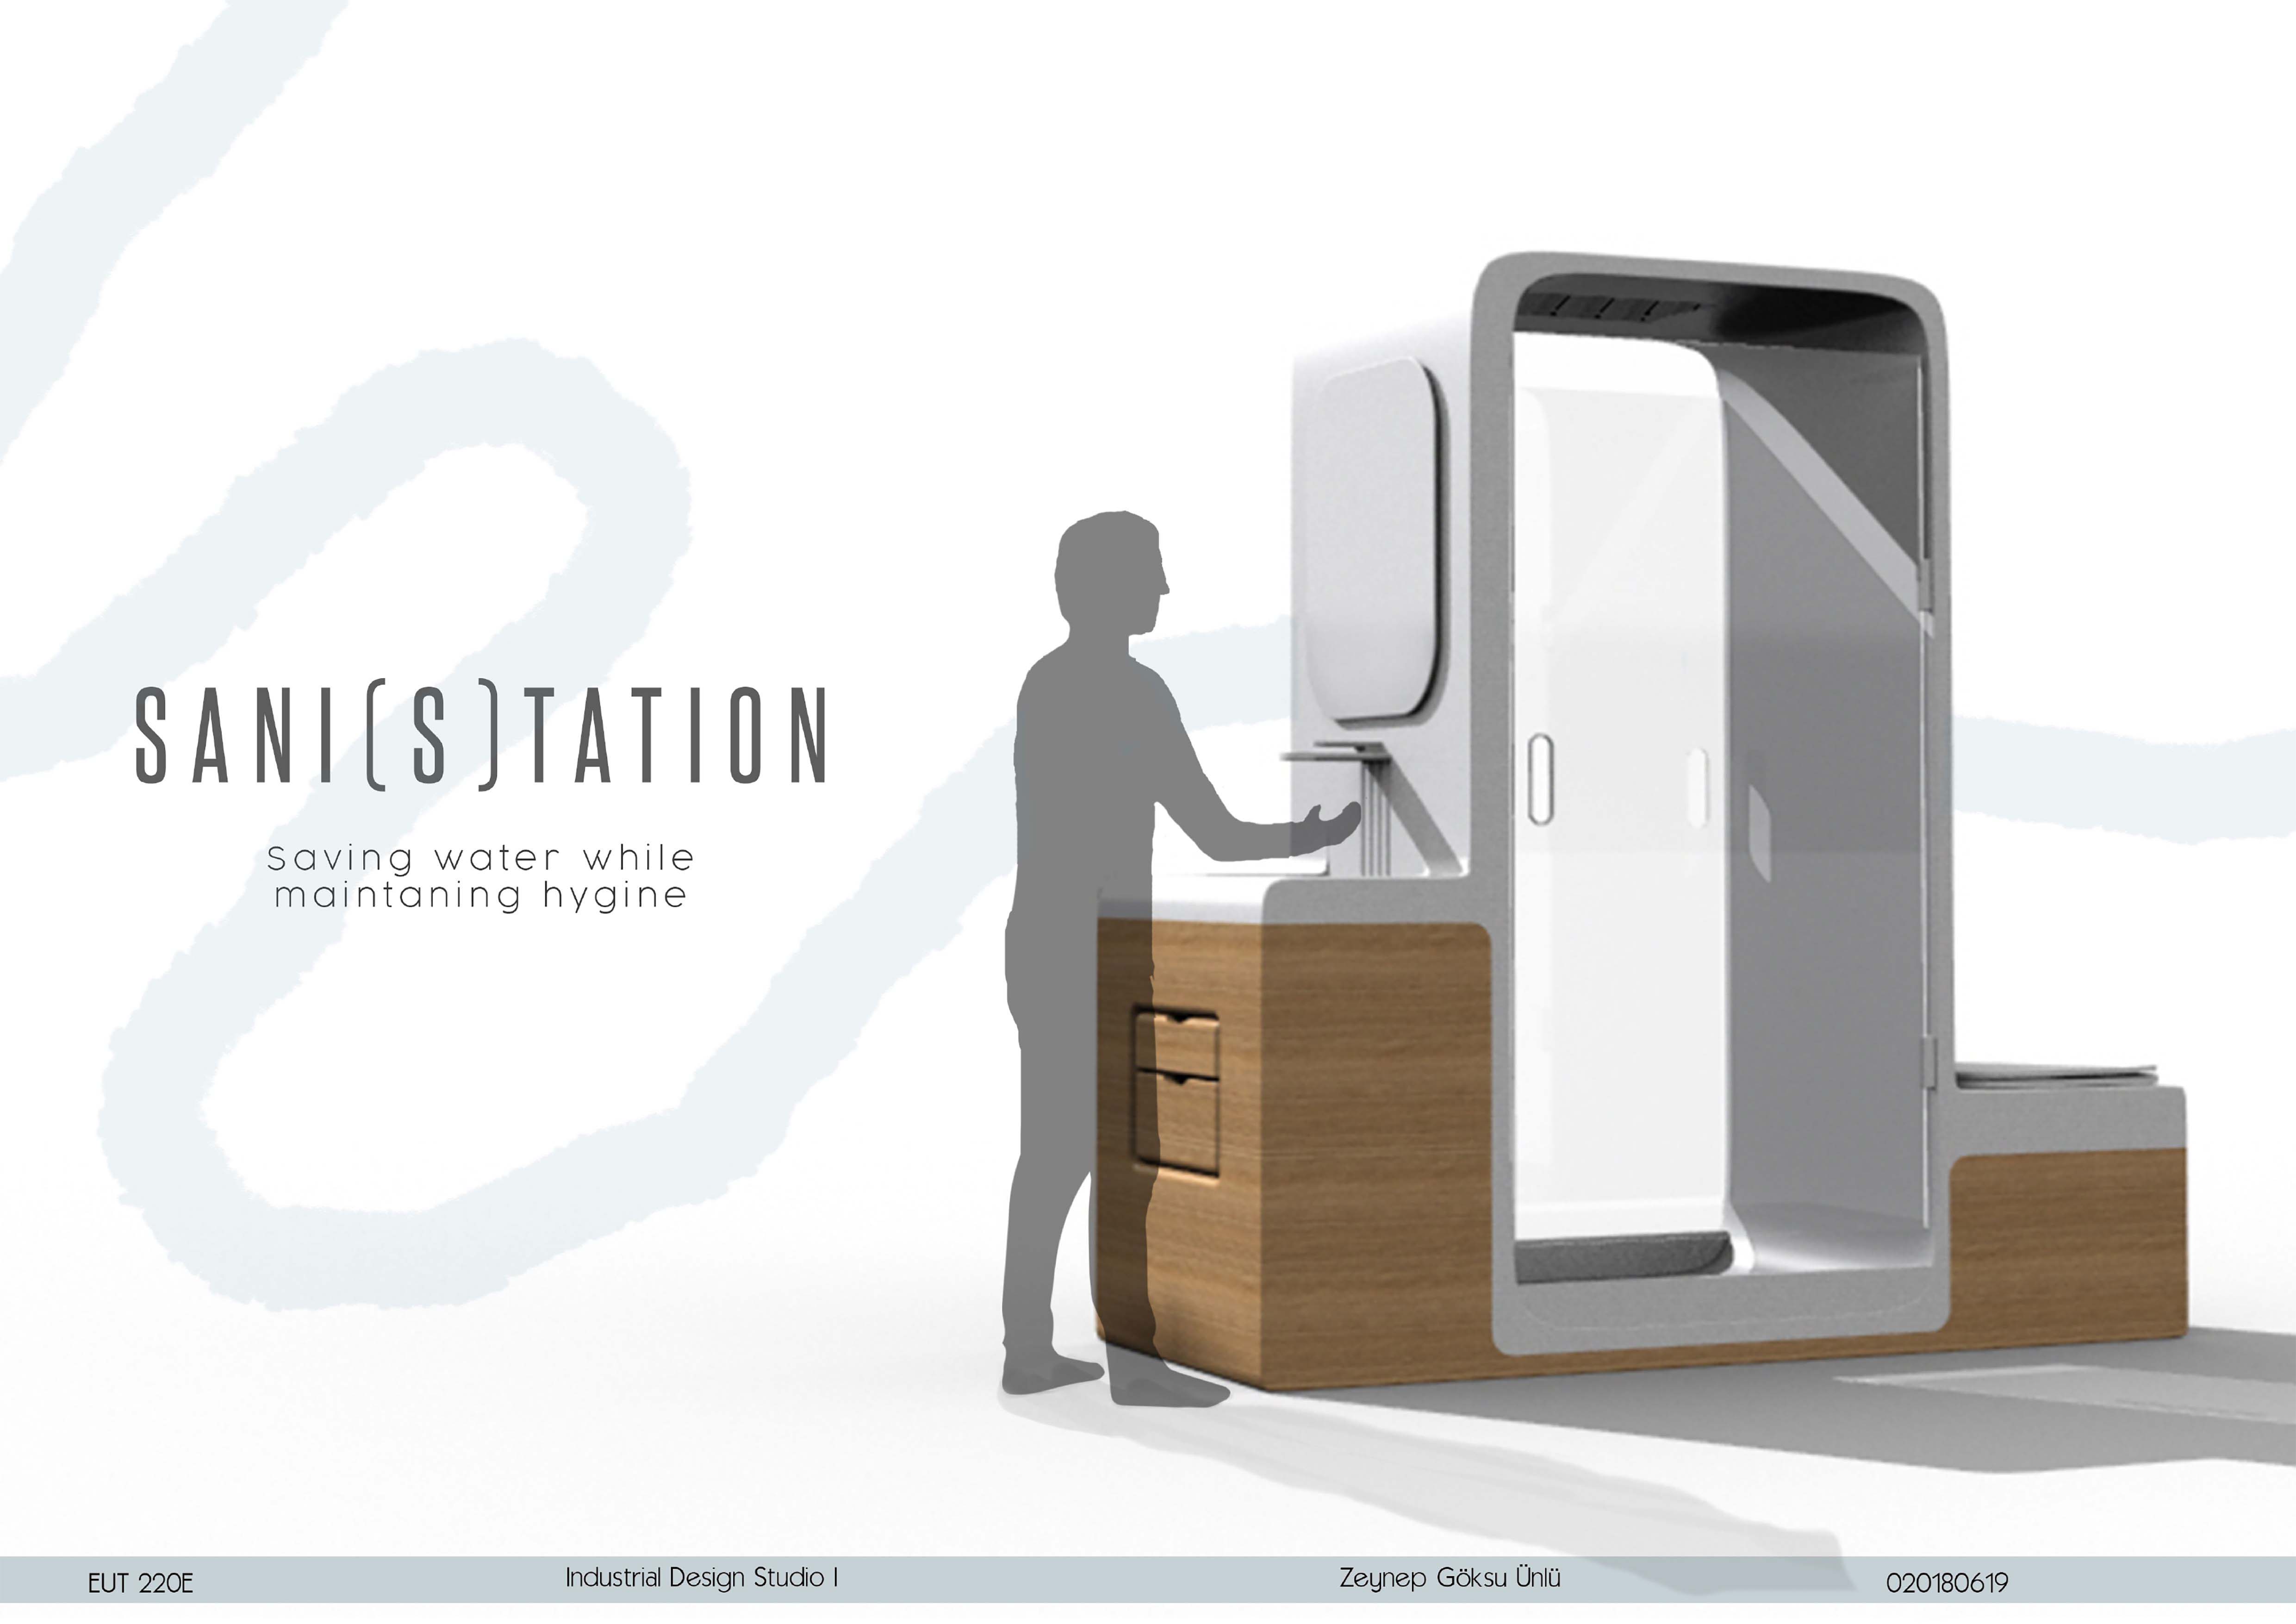 SANI(S)TATION
Saving water while
maintaning hygine
EUT 220E
Industrial Design Studio I
Zeynep Göksu Ünlü
020180619